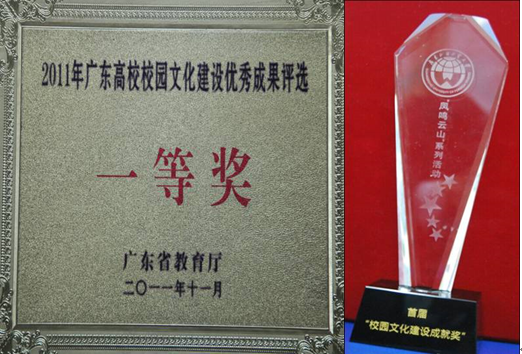 2011年广东高校校园文化建设优秀成果评选
一等奖
广东省教育厅
二〇一一年十一月
“凤鸣云山”系列活动
首届
“校园文化建设成就奖”